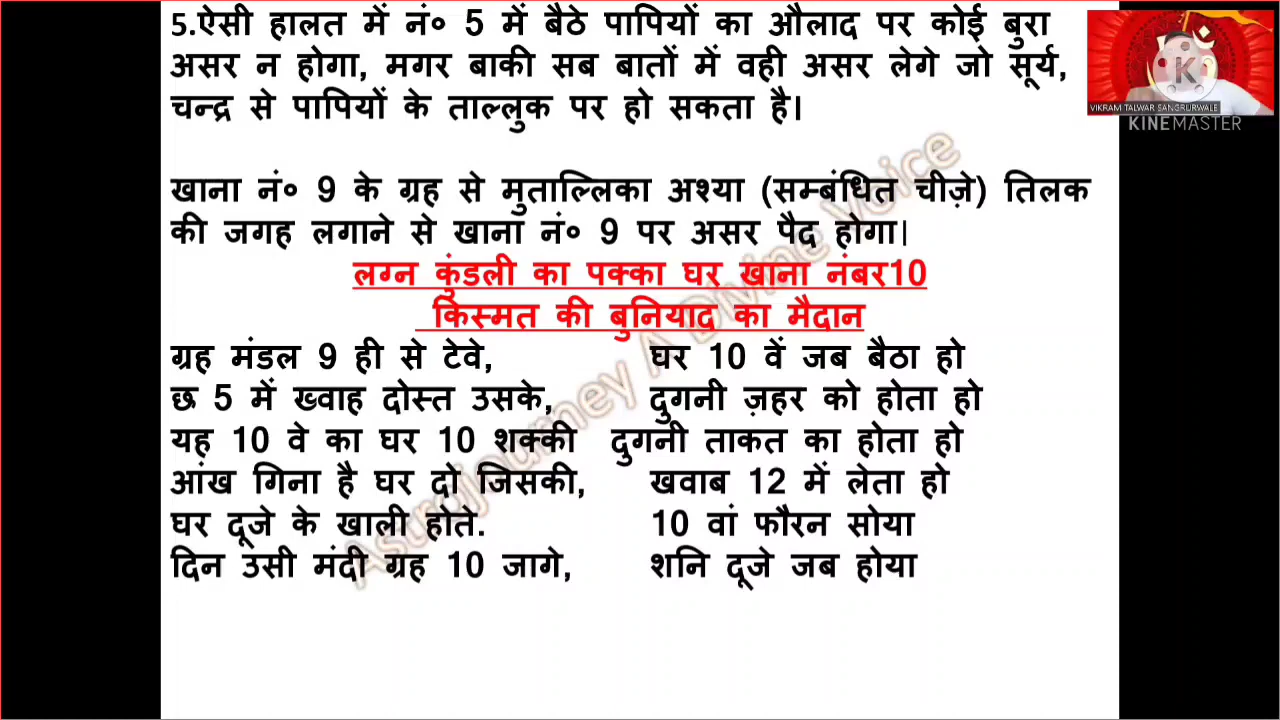 5.ऐसी हालत में नं० 5 में बैठे पापियों का औलाद पर कोई बुरा
असर न होगा, मगर बाकी सब बातों में वही असर लेगे जो सूर्य,
चन्द्र से पापियों के ताल्लुक पर हो सकता है।
खाना नं० 9 के ग्रह से मुताल्लिका अश्या (सम्बंधित चीज़े) तिलक
की जगह लगाने से खाना नं० 9 पर असर पैद होगा|
लग्न कुंडली का पक्का घर खाना नंबर10
किस्मत की बुनियाद का मैदान
ग्रह मंडल 9 ही से टेवे, घर 10 वें जब बैठा हो
छ 5 में ख्वाह दोस्त उसके, दुगनी ज़हर को होता हो
यह 10 वे का घर 10 शक्की दुगनी ताकत का होता हो
आंख गिना है घर दो जिसकी, खवाब 12 में लेता हो
घर दूजे के खाली होते. 10 वां फौरन सोया
दिन उसी मंदी ग्रह 10 जागे, शनि दूजे जब होया
Astrojourney A Divine Voice
K
VIKRAM TALWAR SANGRURWALE
KINEMASTER